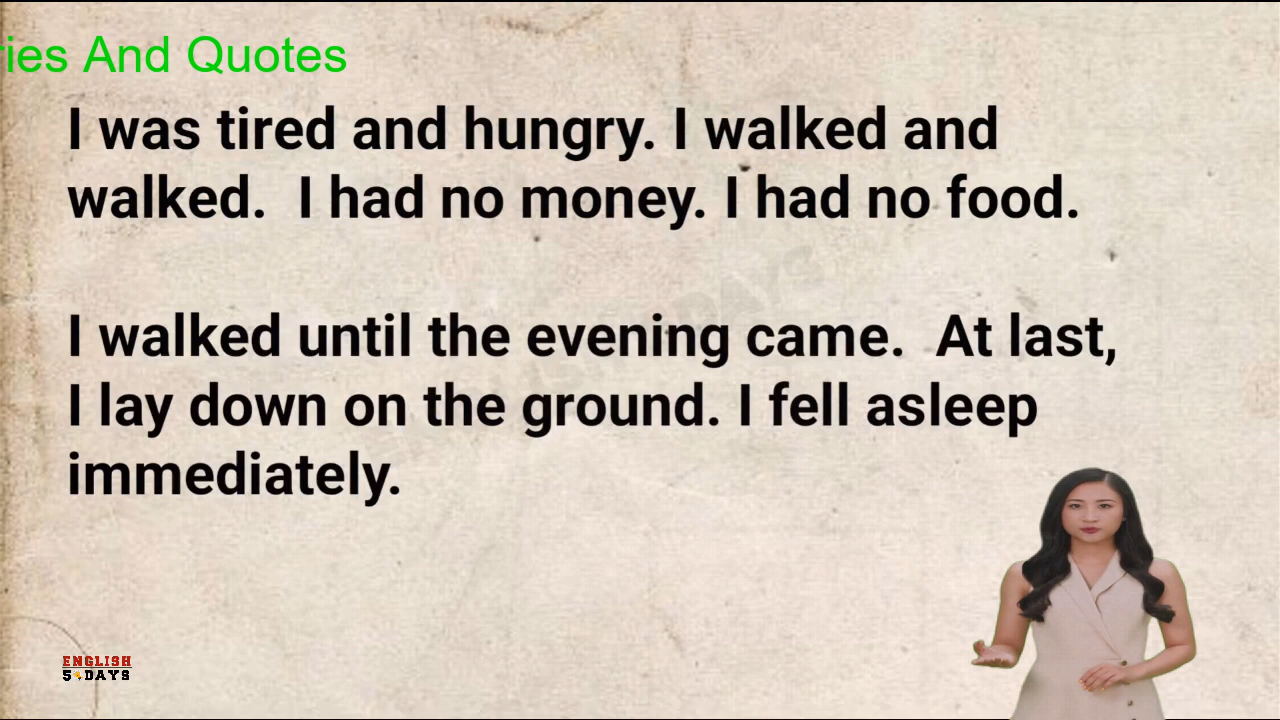 ries And Quotes
I was tired and hungry. I walked and
walked. I had no money. I had no food.
I walked until the evening came. At last,
I lay down on the ground. I fell asleep
immediately.
ENGLISH
5 DAYS